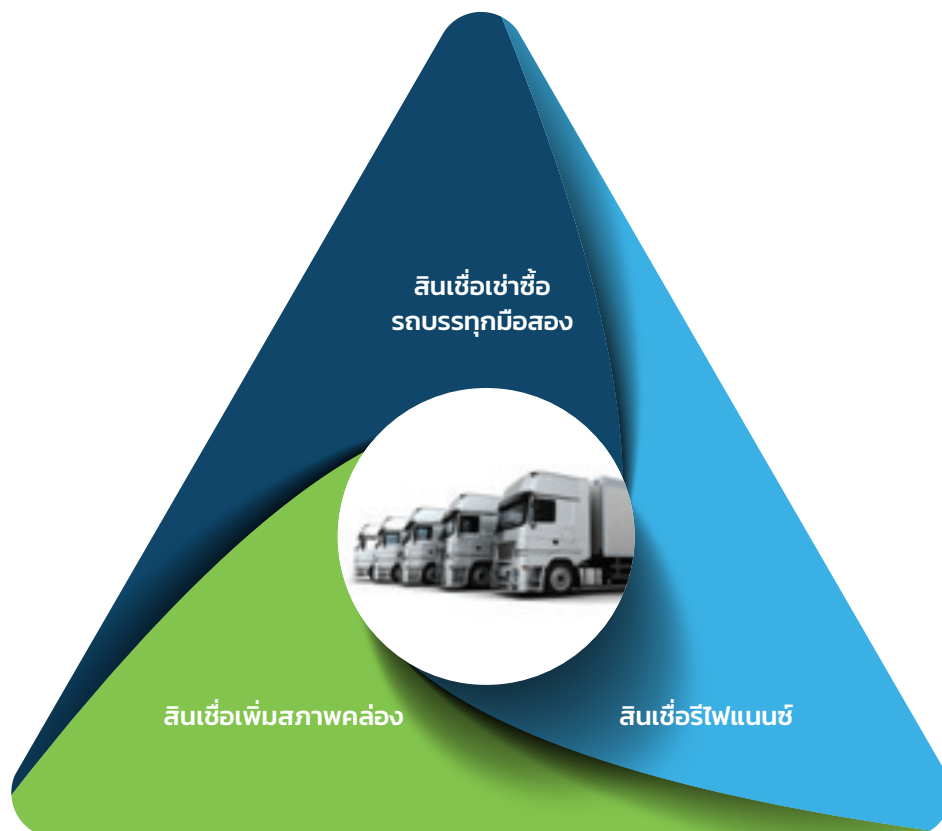 สินเชื่อเช่าซื้อ
รถบรรทุกมือสอง
สินเชื่อเพิ่มสภาพคล่อง
สินเชื่อรีไฟแนนซ์